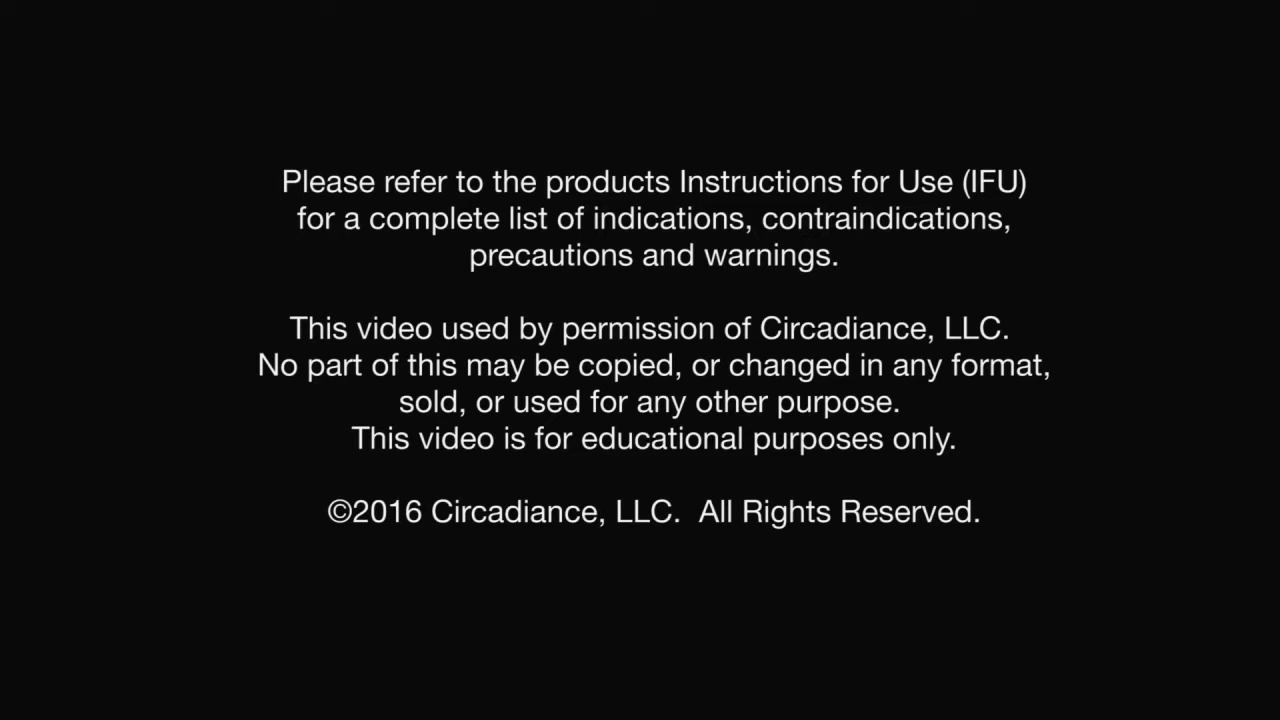 Please refer to the products Instructions for Use (IFU)
for a complete list of indications, contraindications,
precautions and warnings.
This video used by permission of Circadiance, LLC.
No part of this may be copied, or changed in any format,
sold, or used for any other purpose.
This video is for educational purposes only.
©2016 Circadiance, LLC.  All Rights Reserved.